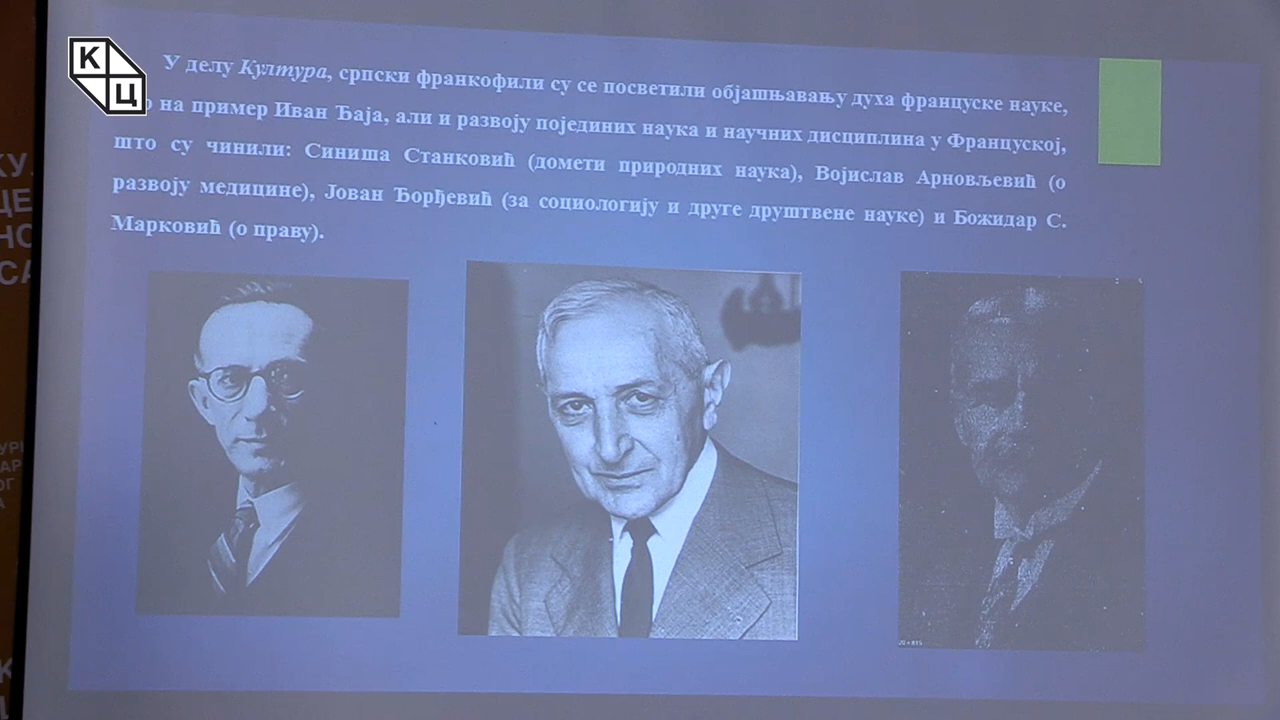 К
Ц
У делу Култура, српски франкофили су се посветили објашњавању духа француске науке,
на пример Иван Ђаја, али и развоју појединих наука и научних дисциплина у Француској,
што су чинили: Синиша Станковић (домети природних наука), Војислав Арновљевић (о
развоју медицине), Јован Ђорђевић (за социологију и друге друштвене науке) и Божидар С.
Марковић (о праву).